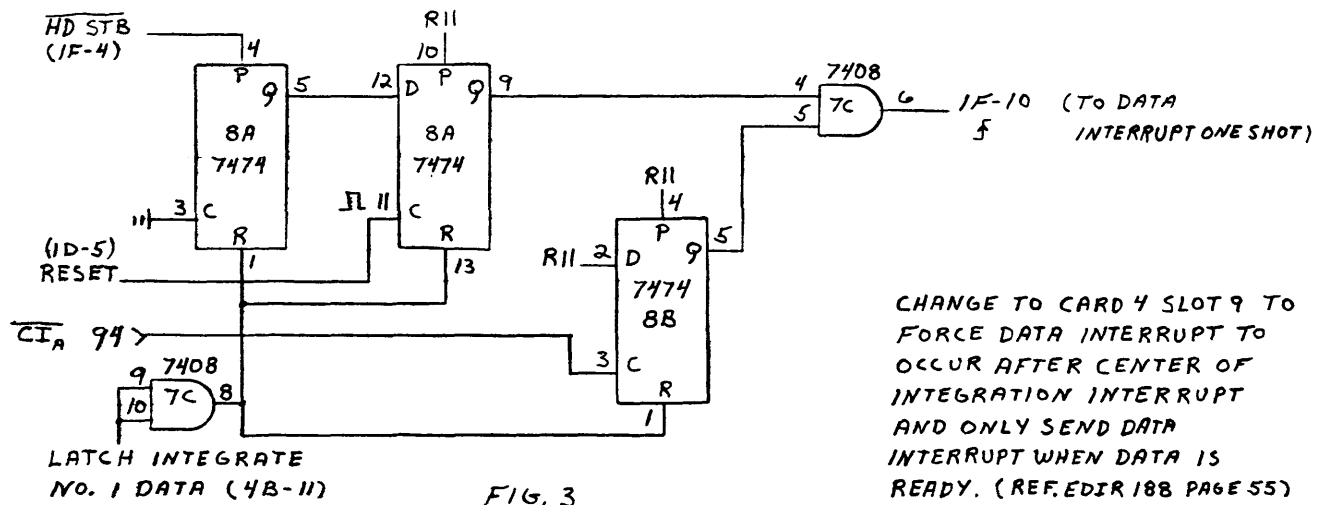 HD STB
(1F-4)
4
P
Q
5
8A
7474
3
C
R
1
R11
10
P
12
D
Q
9
8A
7474
11
C
R
13
(1D-5)
RESET
CI_A 94
7408
9
10
7C
8
LATCH INTEGRATE
NO. 1 DATA (4B-11)
R11
4
P
R11
2
D
Q
5
7474
8B
3
C
R
1
7408
4
5
7C
6
1F-10 (TO DATA
INTERRUPT ONE SHOT)
CHANGE TO CARD 4 SLOT 9 TO
FORCE DATA INTERRUPT TO
OCCUR AFTER CENTER OF
INTEGRATION INTERRUPT
AND ONLY SEND DATA
INTERRUPT WHEN DATA IS
READY. (REF. EDIR 188 PAGE 55)
FIG. 3